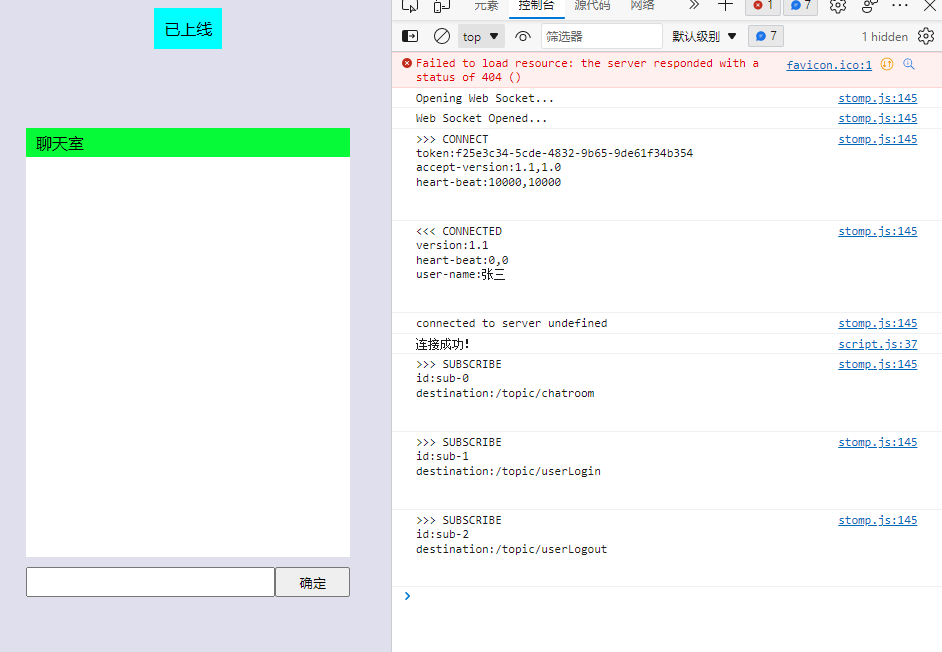 已上线
聊天室
确定
元素 控制台 源代码 网络
1 7
top 筛选器 默认级别 7 1 hidden
Failed to load resource: the server responded with a favicon.ico:1
status of 404 ()
Opening Web Socket... stomp.js:145
Web Socket Opened... stomp.js:145
>>> CONNECT stomp.js:145
token:f25e3c34-5cde-4832-9b65-9de61f34b354
accept-version:1.1,1.0
heart-beat:10000,10000
<<< CONNECTED stomp.js:145
version:1.1
heart-beat:0,0
user-name:张三
connected to server undefined stomp.js:145
连接成功! script.js:37
>>> SUBSCRIBE stomp.js:145
id:sub-0
destination:/topic/chatroom
>>> SUBSCRIBE stomp.js:145
id:sub-1
destination:/topic/userLogin
>>> SUBSCRIBE stomp.js:145
id:sub-2
destination:/topic/userLogout